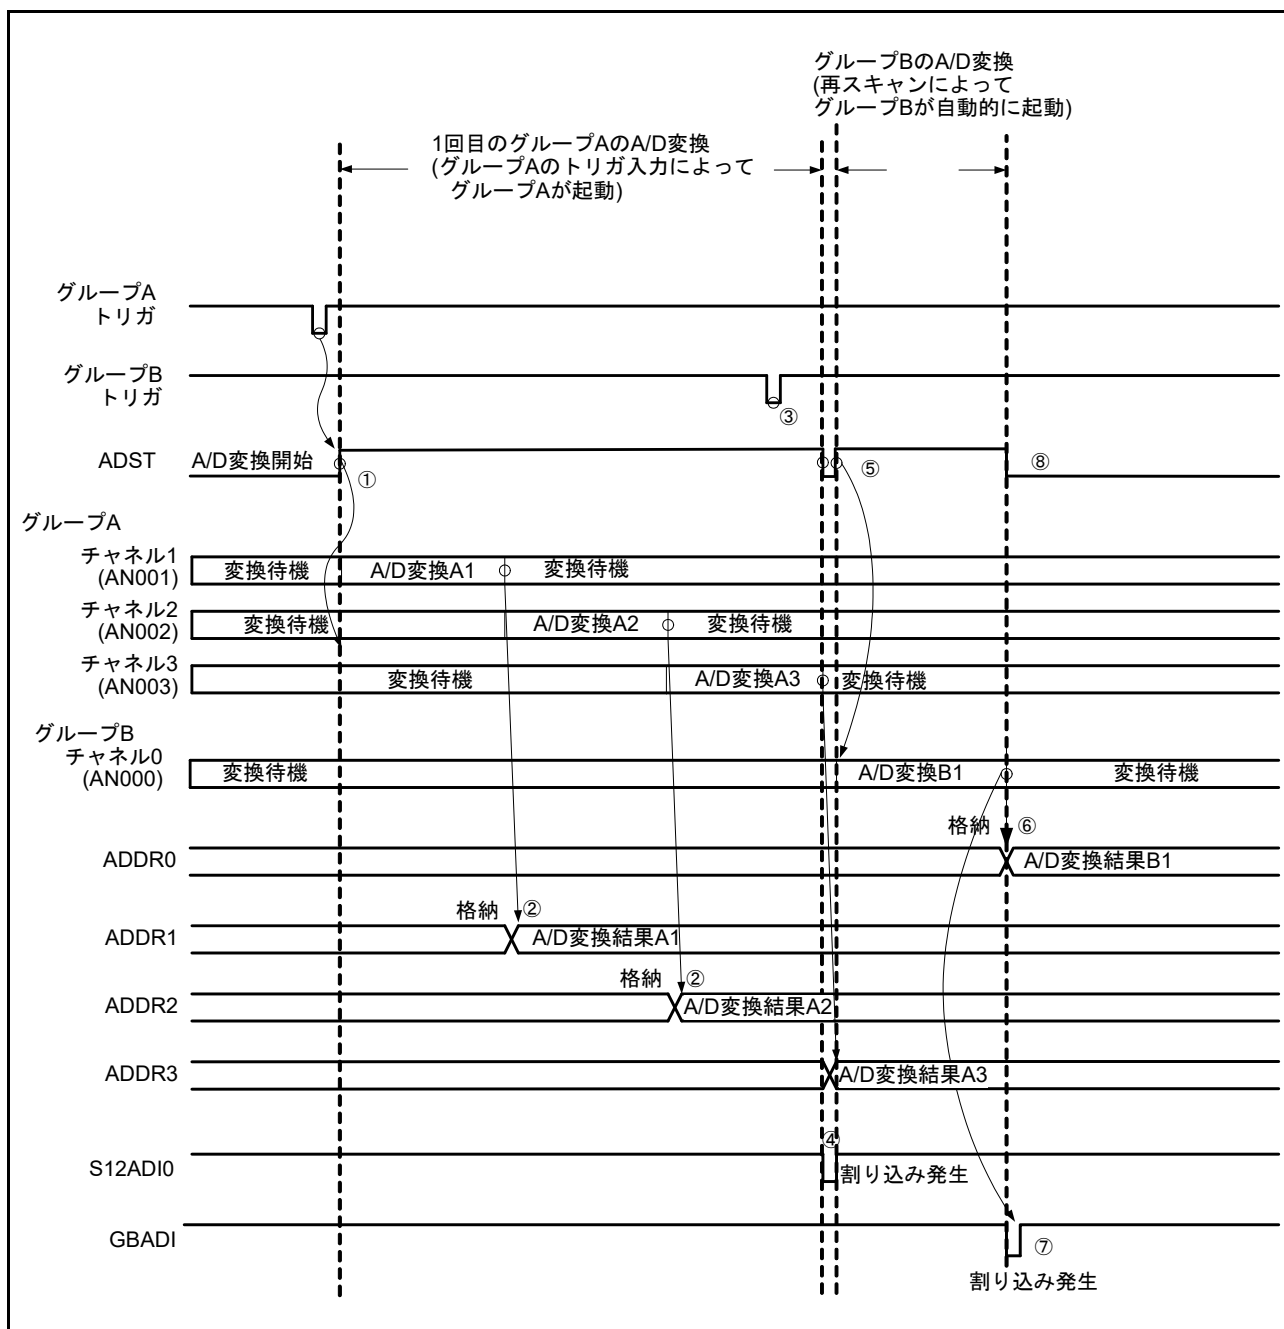 グループBのA/D変換
(再スキャンによって
グループBが自動的に起動)
1回目のグループAのA/D変換
(グループAのトリガ入力によって
グループAが起動)
グループA
トリガ
グループB
トリガ
③
ADST
A/D変換開始
①
⑤
⑧
グループA
チャネル1
(AN001)
変換待機
A/D変換A1
変換待機
チャネル2
(AN002)
変換待機
A/D変換A2
変換待機
チャネル3
(AN003)
変換待機
A/D変換A3
変換待機
グループB
チャネル0
(AN000)
変換待機
A/D変換B1
変換待機
格納 ⑥
ADDR0
A/D変換結果B1
格納 ②
ADDR1
A/D変換結果A1
格納 ②
ADDR2
A/D変換結果A2
ADDR3
A/D変換結果A3
④
S12ADI0
割り込み発生
GBADI
⑦
割り込み発生